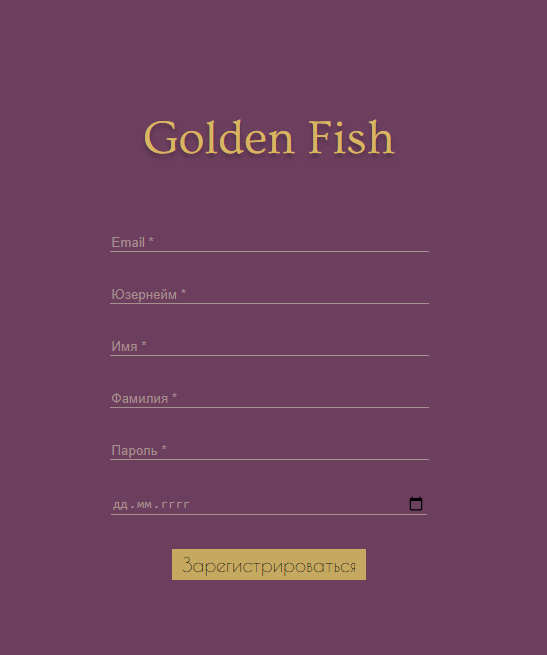 Golden Fish
Email *
Юзернейм *
Имя *
Фамилия *
Пароль *
дд.мм.гггг
Зарегистрироваться